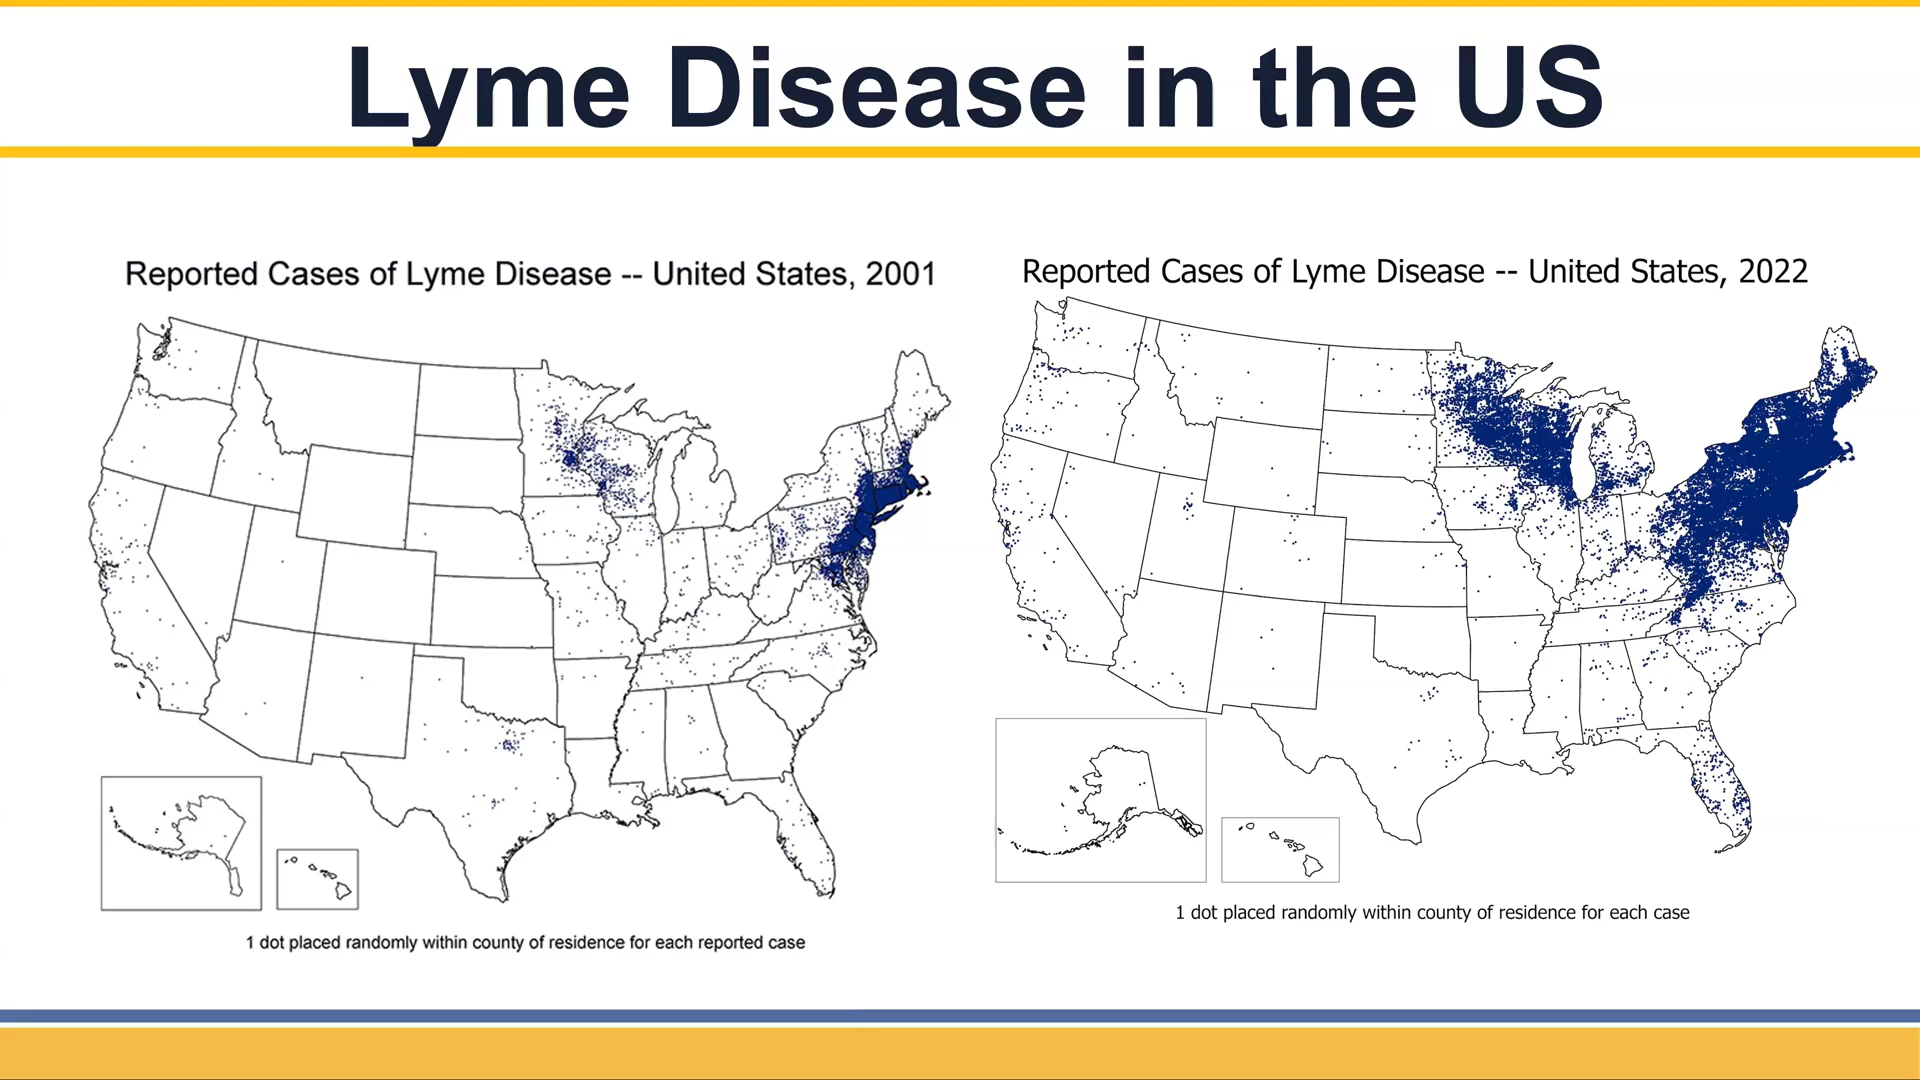 Lyme Disease in the US
Reported Cases of Lyme Disease -- United States, 2001
Reported Cases of Lyme Disease -- United States, 2022
1 dot placed randomly within county of residence for each case
1 dot placed randomly within county of residence for each reported case